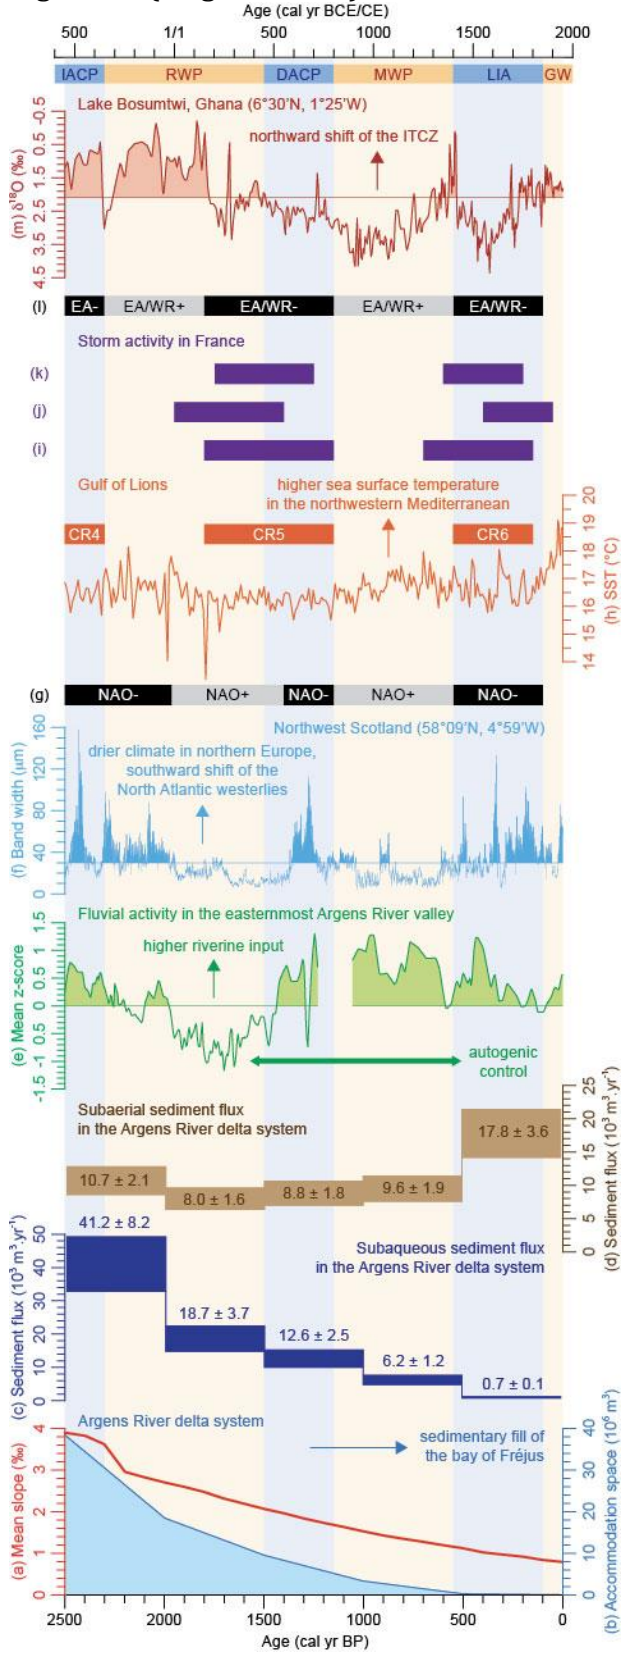 Age (cal yr BCE/CE)
500 1/1 500 1000 1500 2000
IACP RWP DACP MWP LIA GW
Lake Bosumtwi, Ghana (6°30'N, 1°25'W)
northward shift of the ITCZ
(m) δ¹⁸O (‰)
-0.5 0.5 1.5 2.5 3.5 4.5
(l) EA- EA/WR+ EA/WR- EA/WR+ EA/WR-
Storm activity in France
(k)
(j)
(i)
Gulf of Lions
higher sea surface temperature
in the northwestern Mediterranean
CR4 CR5 CR6
20 19 18 17 16 15 14
(h) SST (°C)
(g) NAO- NAO+ NAO- NAO+ NAO-
Northwest Scotland (58°09'N, 4°59'W)
drier climate in northern Europe,
southward shift of the
North Atlantic westerlies
(f) Band width (μm)
160 120 80 40 0
Fluvial activity in the easternmost Argens River valley
higher riverine input
(e) Mean z-score
1.5 1 0.5 0 -0.5 -1 -1.5
autogenic
control
Subaerial sediment flux
in the Argens River delta system
10.7 ± 2.1
8.0 ± 1.6
8.8 ± 1.8
9.6 ± 1.9
17.8 ± 3.6
25 20 15 10 5 0
(d) Sediment flux (10³ m³.yr⁻¹)
Subaqueous sediment flux
in the Argens River delta system
41.2 ± 8.2
18.7 ± 3.7
12.6 ± 2.5
6.2 ± 1.2
0.7 ± 0.1
50 40 30 20 10 0
(c) Sediment flux (10³ m³.yr⁻¹)
Argens River delta system
sedimentary fill of
the bay of Fréjus
(a) Mean slope (‰)
4 3 2 1 0
40 30 20 10 0
(b) Accommodation space (10⁶ m³)
2500 2000 1500 1000 500 0
Age (cal yr BP)